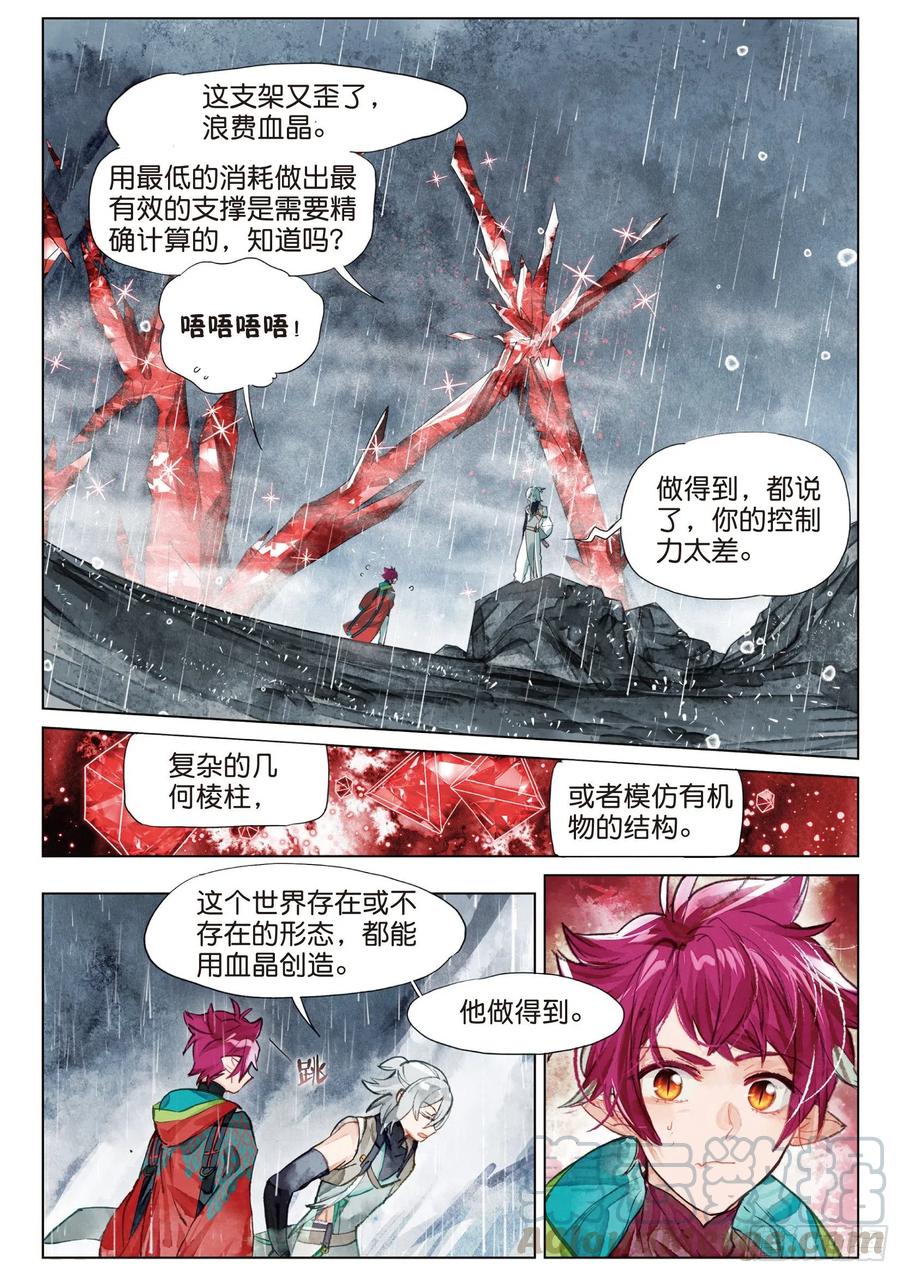 这支架又歪了，
浪费血晶。
用最低的消耗做出最
有效的支撑是需要精
确计算的，知道吗？
唔唔唔唔！
做得到，都说
了，你的控制
力太差。
复杂的几
何棱柱，
或者模仿有机
物的结构。
这个世界存在或不
存在的形态，都能
用血晶创造。
他做得到。
跳